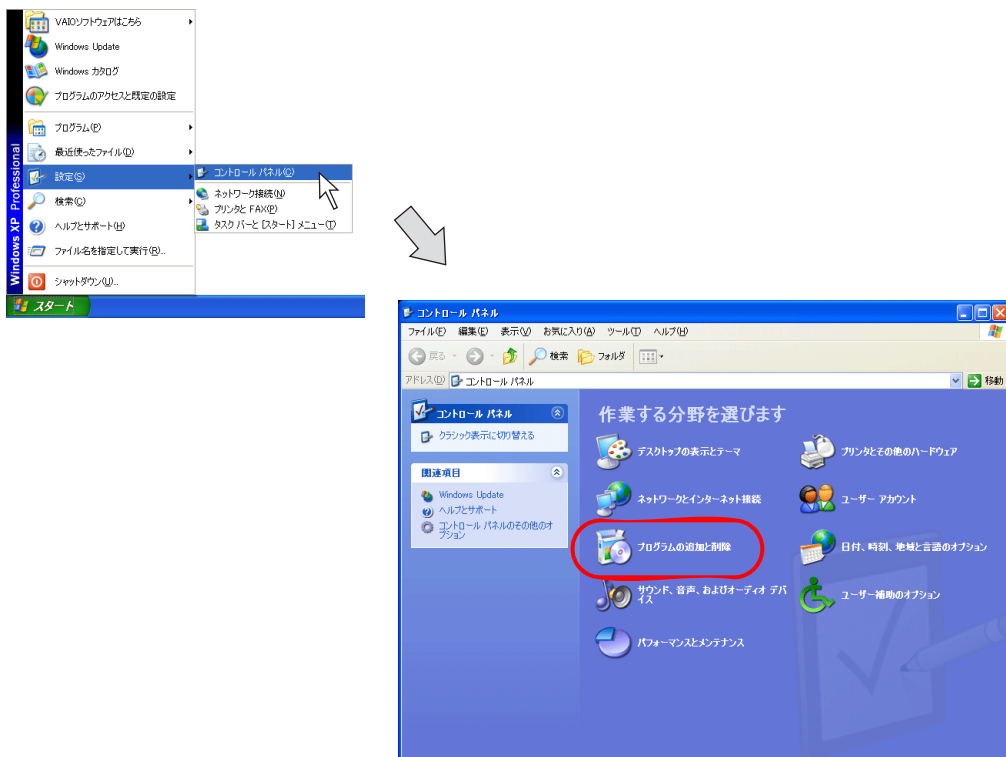 VAIOソフトウェアはこちら
Windows Update
Windows カタログ
プログラムのアクセスと既定の設定
プログラム(P)
最近使ったファイル(D)
設定(S)
検索(C)
ヘルプとサポート(H)
ファイル名を指定して実行(R)...
シャットダウン(U)...
Windows XP Professional
スタート
コントロール パネル(C)
ネットワーク接続(N)
プリンタと FAX(P)
タスク バーと [スタート] メニュー(T)
コントロール パネル
ファイル(F) 編集(E) 表示(V) お気に入り(A) ツール(T) ヘルプ(H)
戻る 検索 フォルダ
アドレス(D) コントロール パネル 移動
コントロール パネル
クラシック表示に切り替える
関連項目
Windows Update
ヘルプとサポート
コントロール パネルのその他のオ
プション
作業する分野を選びます
デスクトップの表示とテーマ
プリンタとその他のハードウェア
ネットワークとインターネット接続
ユーザー アカウント
プログラムの追加と削除
日付、時刻、地域と言語のオプション
サウンド、音声、およびオーディオ デバ
イス
ユーザー補助のオプション
パフォーマンスとメンテナンス